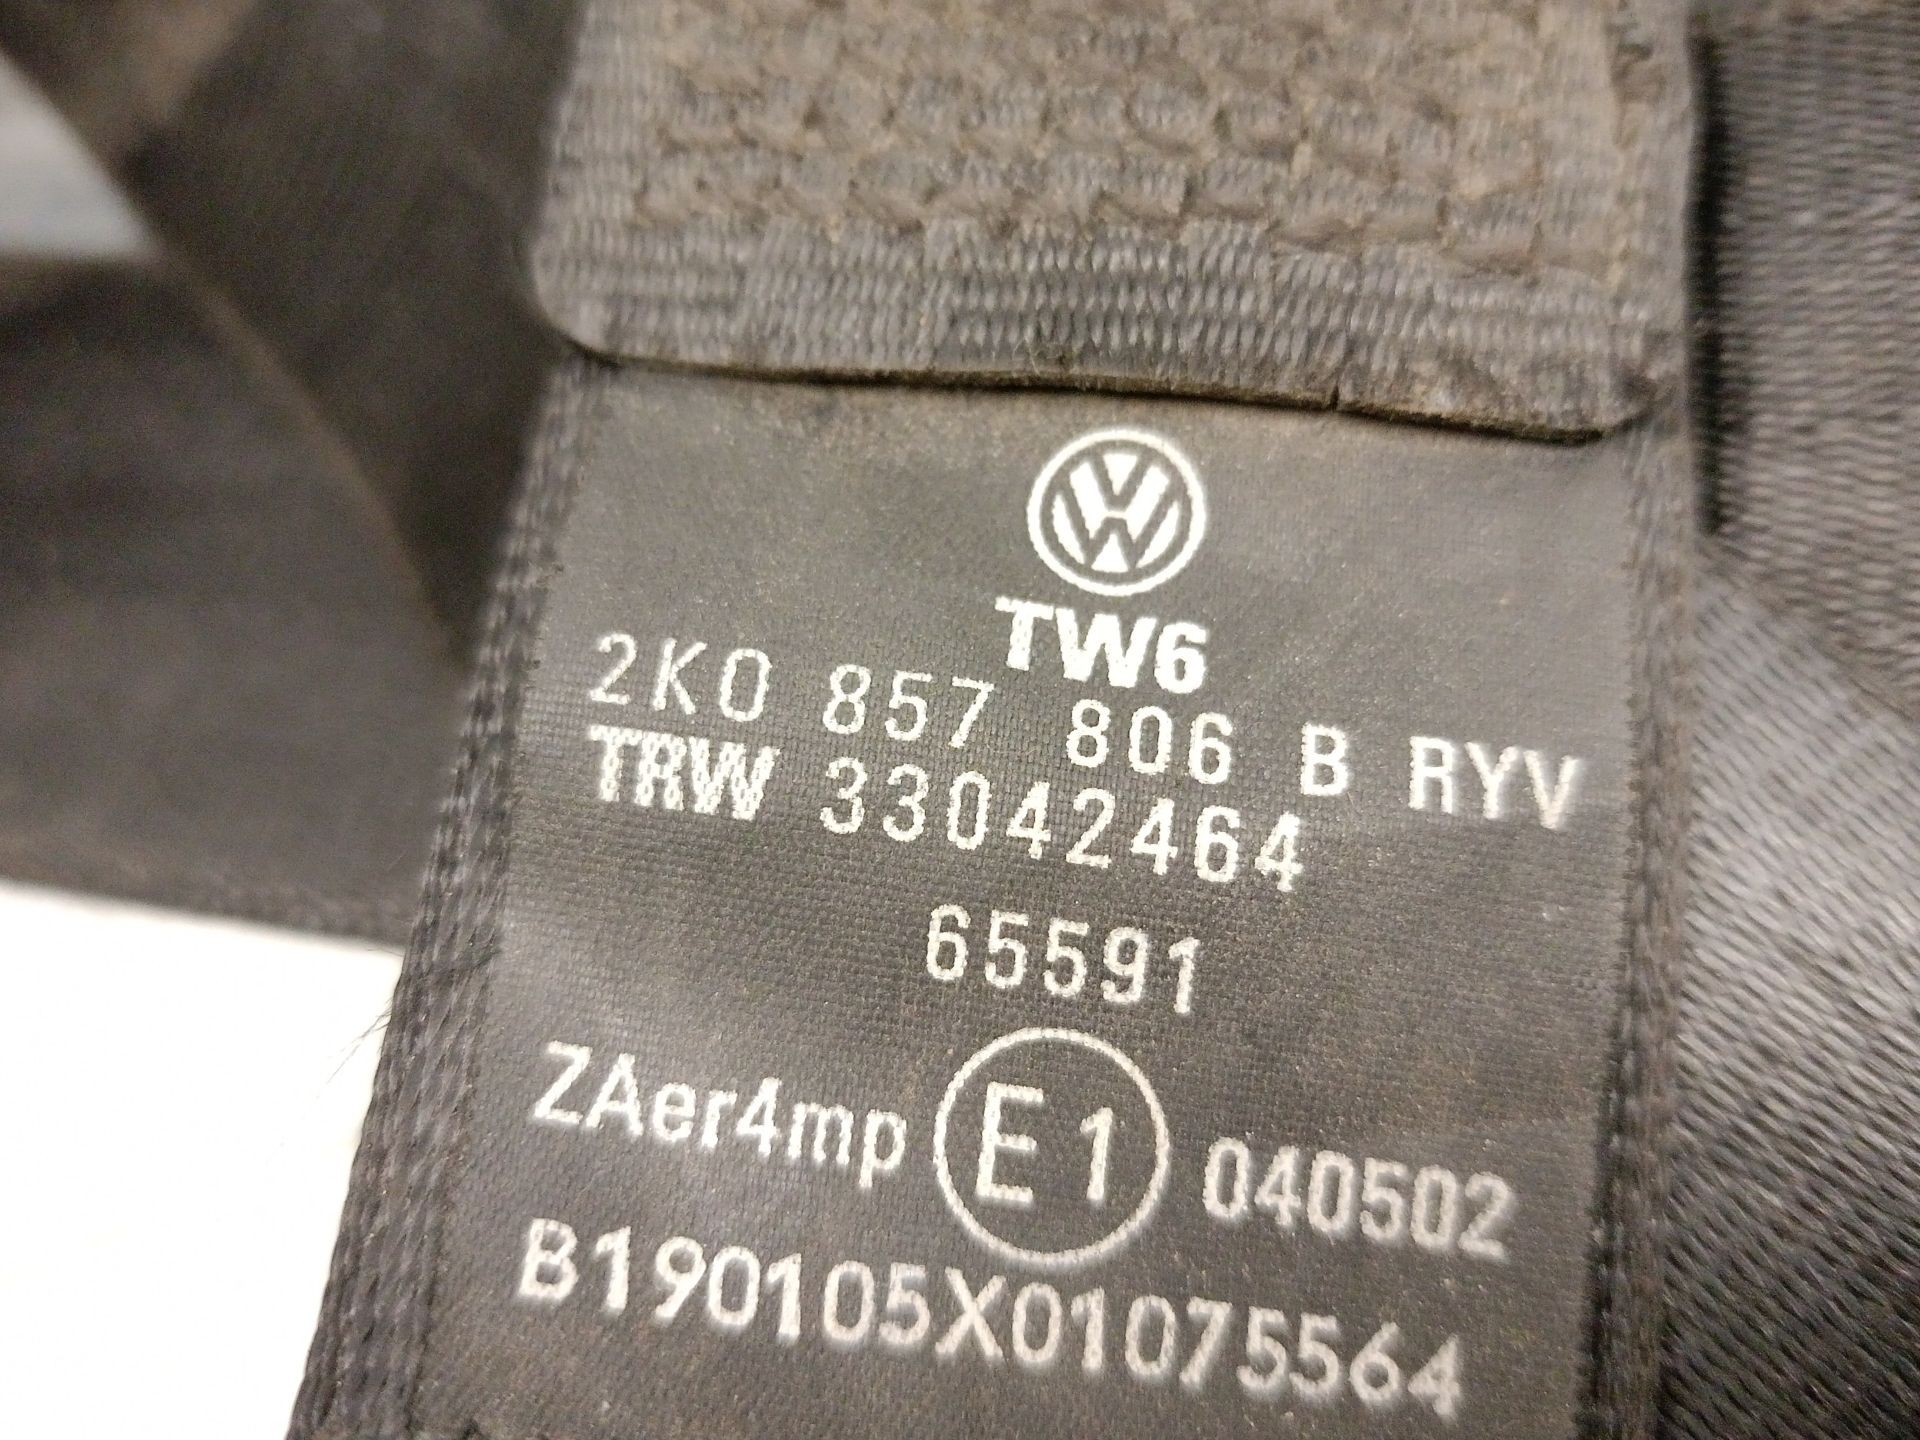 TW6
2K0 857 806 B RYV
TRW 33042464
65591
ZAer4mp E1 040502
B190105X01075564